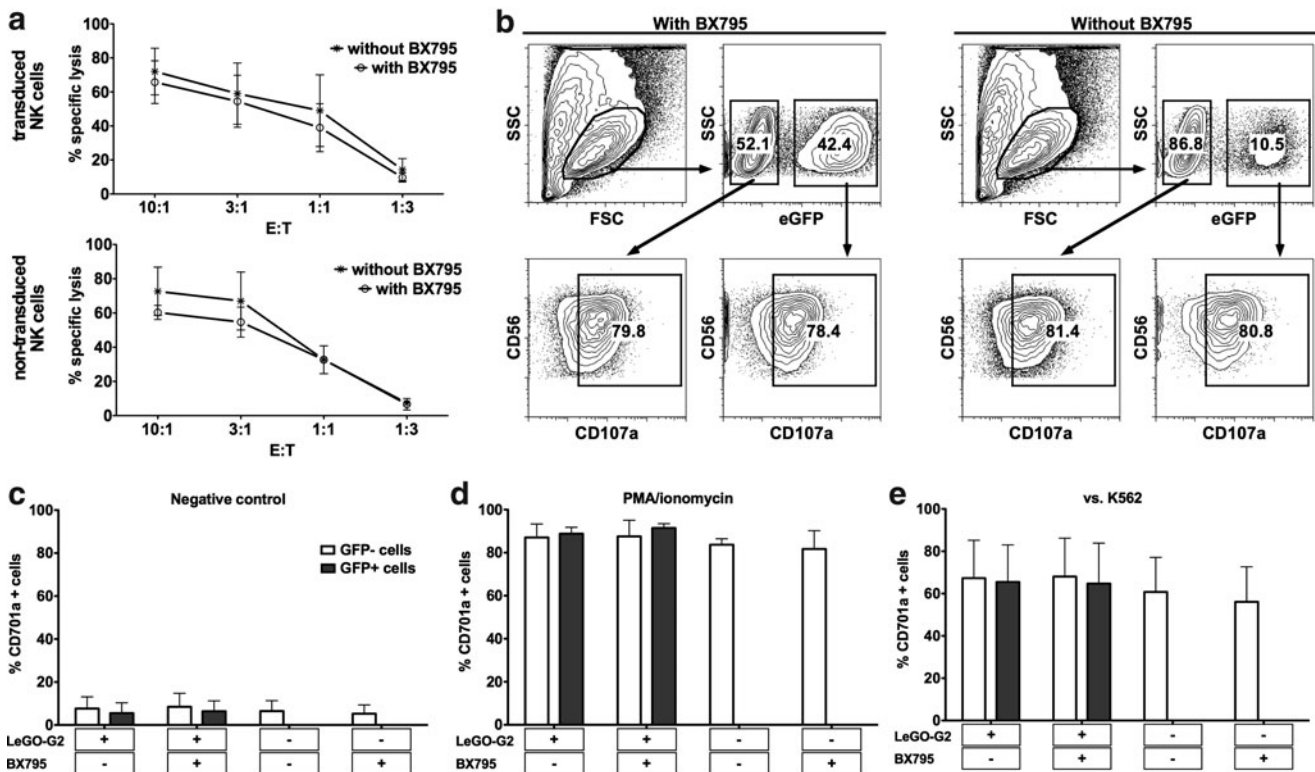 a
transduced
NK cells
% specific lysis
100
80
60
40
20
0
without BX795
with BX795
10:1 3:1 1:1 1:3
E:T
non-transduced
NK cells
% specific lysis
100
80
60
40
20
0
without BX795
with BX795
10:1 3:1 1:1 1:3
E:T
b
With BX795
SSC
FSC
SSC
52.1
42.4
eGFP
CD56
79.8
CD107a
CD56
78.4
CD107a
Without BX795
SSC
FSC
SSC
86.8
10.5
eGFP
CD56
81.4
CD107a
CD56
80.8
CD107a
c
Negative control
% CD701a + cells
100
80
60
40
20
0
GFP- cells
GFP+ cells
LeGO-G2 + + - -
BX795 - + - +
d
PMA/ionomycin
% CD701a + cells
100
80
60
40
20
0
LeGO-G2 + + - -
BX795 - + - +
e
vs. K562
% CD701a + cells
100
80
60
40
20
0
LeGO-G2 + + - -
BX795 - + - +